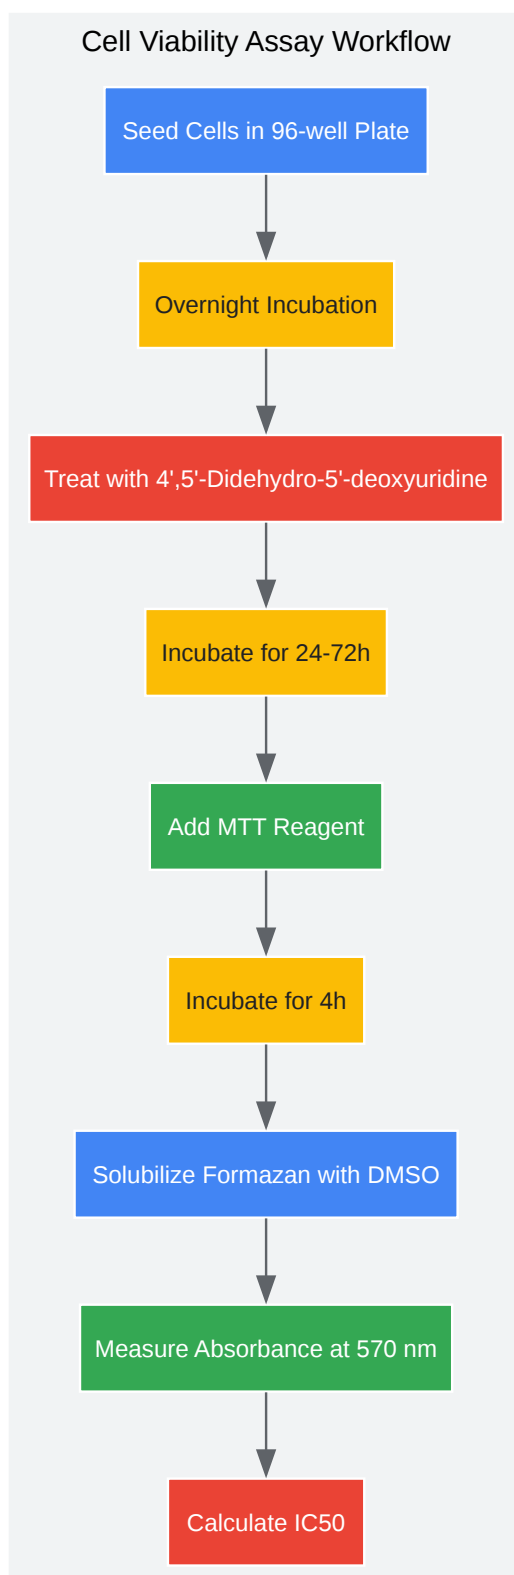 Cell Viability Assay Workflow
Seed Cells in 96-well Plate
Overnight Incubation
Treat with 4',5'-Didehydro-5'-deoxyuridine
Incubate for 24-72h
Add MTT Reagent
Incubate for 4h
Solubilize Formazan with DMSO
Measure Absorbance at 570 nm
Calculate IC50